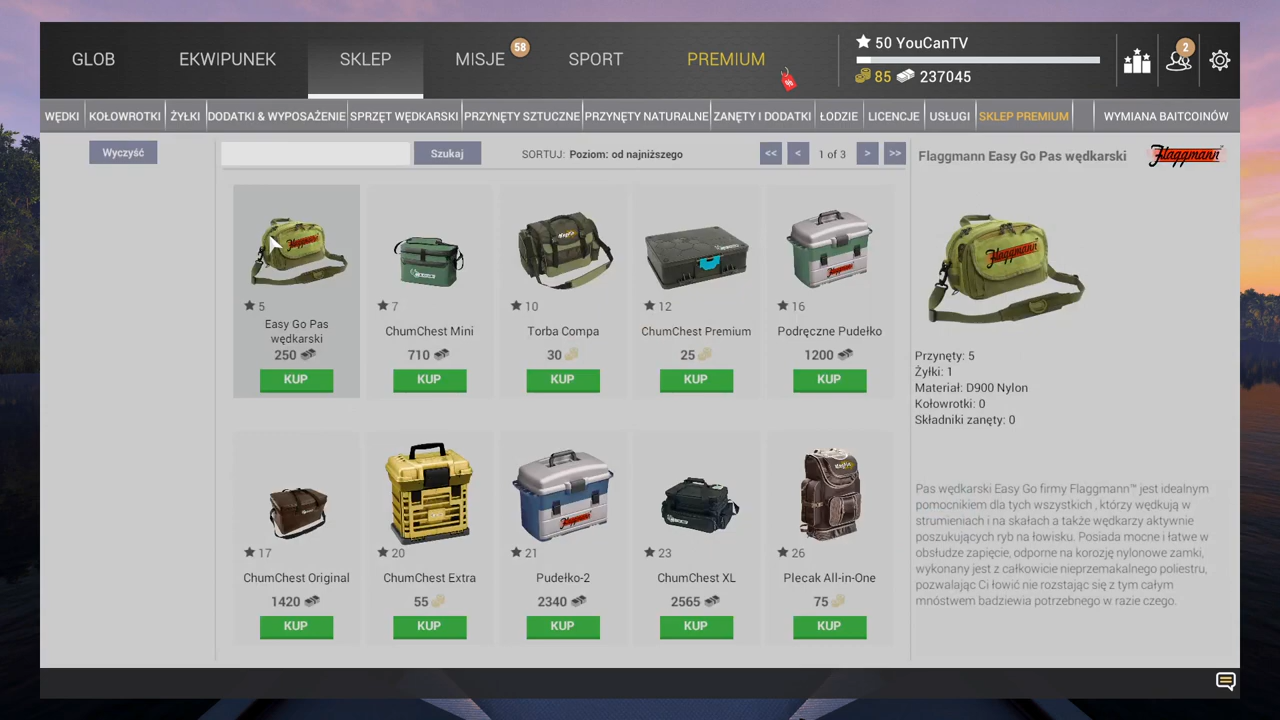 GLOB
EKWIPUNEK
SKLEP
MISJE
58
SPORT
PREMIUM
%
50 YouCanTV
85
237045
2
WĘDKI
KOŁOWROTKI
ŻYŁKI
DODATKI & WYPOSAŻENIE
SPRZĘT WĘDKARSKI
PRZYNĘTY SZTUCZNE
PRZYNĘTY NATURALNE
ZANĘTY I DODATKI
ŁODZIE
LICENCJE
USŁUGI
SKLEP PREMIUM
WYMIANA BAITCOINÓW
Wyczyść
Szukaj
SORTUJ: Poziom: od najniższego
<<
<
1 of 3
>
>>
Flaggmann
5
Easy Go Pas
wędkarski
250
KUP
7
ChumChest Mini
710
KUP
10
Torba Compa
30
KUP
12
ChumChest Premium
25
KUP
Flaggmann
16
Podręczne Pudełko
1200
KUP
17
ChumChest Original
1420
KUP
20
ChumChest Extra
55
KUP
Flaggmann
21
Pudełko-2
2340
KUP
23
ChumChest XL
2565
KUP
26
Plecak All-in-One
75
KUP
Flaggmann Easy Go Pas wędkarski
Flaggmann
Flaggmann
Przynęty: 5
Żyłki: 1
Materiał: D900 Nylon
Kołowrotki: 0
Składniki zanęty: 0
Pas wędkarski Easy Go firmy Flaggmann™ jest idealnym
pomocnikiem dla tych wszystkich , którzy wędkują w
strumieniach i na skałach a także wędkarzy aktywnie
poszukujących ryb na łowisku. Posiada mocne i łatwe w
obsłudze zapięcie, odporne na korozję nylonowe zamki,
wykonany jest z całkowicie nieprzemakalnego poliestru,
pozwalając Ci łowić nie rozstając się z tym całym
mnóstwem badziewia potrzebnego w razie czego.